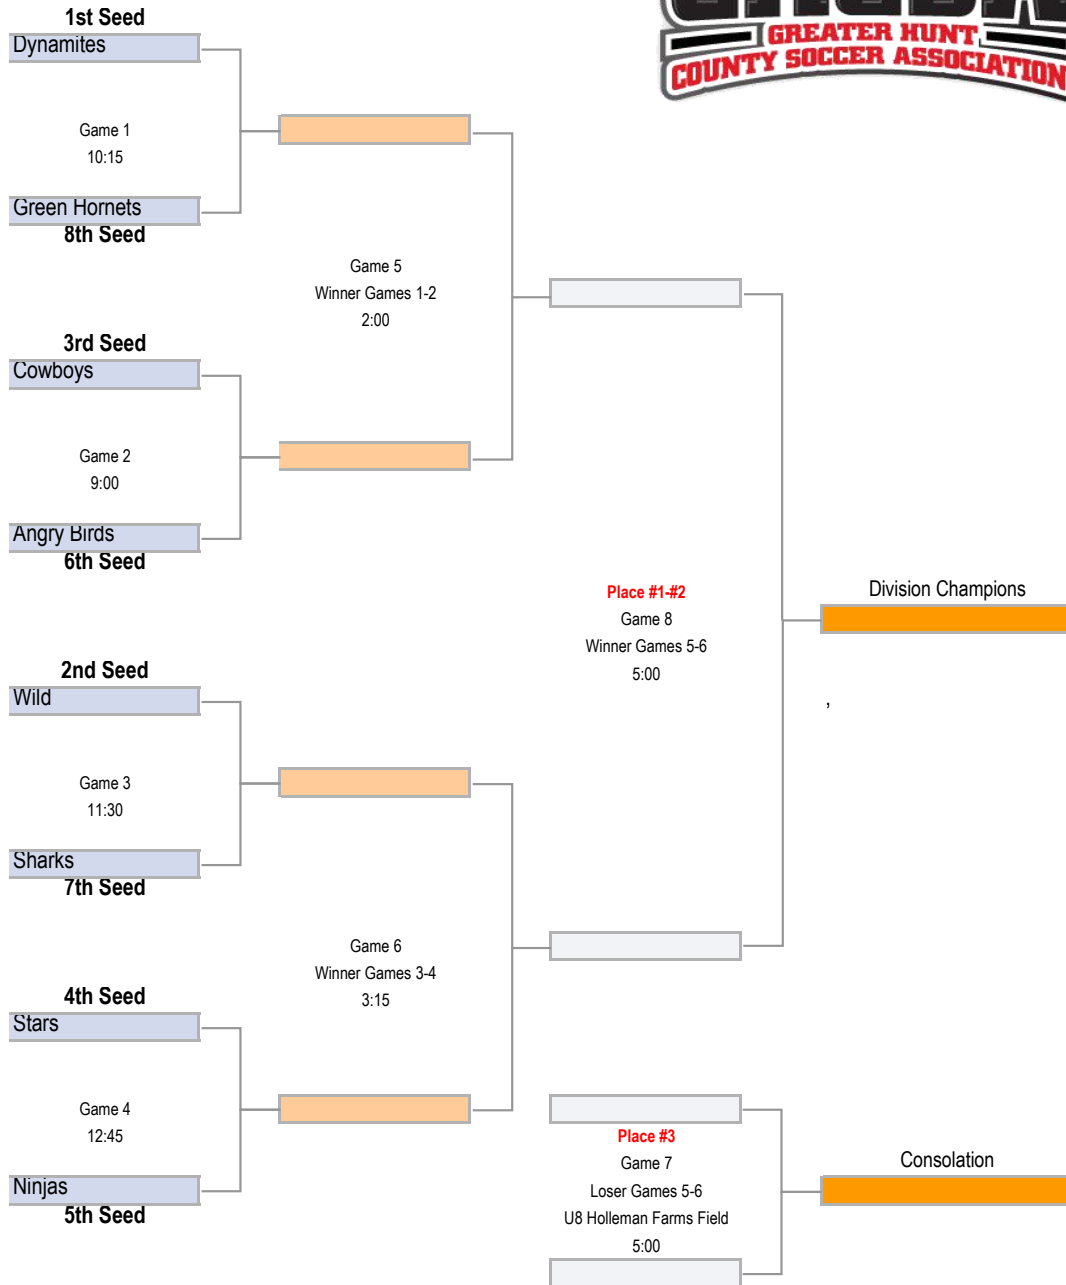 GREATER HUNT
COUNTY SOCCER ASSOCIATION
1st Seed
Dynamites
Game 1
10:15
Green Hornets
8th Seed
Game 5
Winner Games 1-2
2:00
3rd Seed
Cowboys
Game 2
9:00
Angry Birds
6th Seed
Place #1-#2
Game 8
Winner Games 5-6
5:00
Division Champions
,
2nd Seed
Wild
Game 3
11:30
Sharks
7th Seed
Game 6
Winner Games 3-4
3:15
4th Seed
Stars
Game 4
12:45
Ninjas
5th Seed
Place #3
Game 7
Loser Games 5-6
U8 Holleman Farms Field
5:00
Consolation